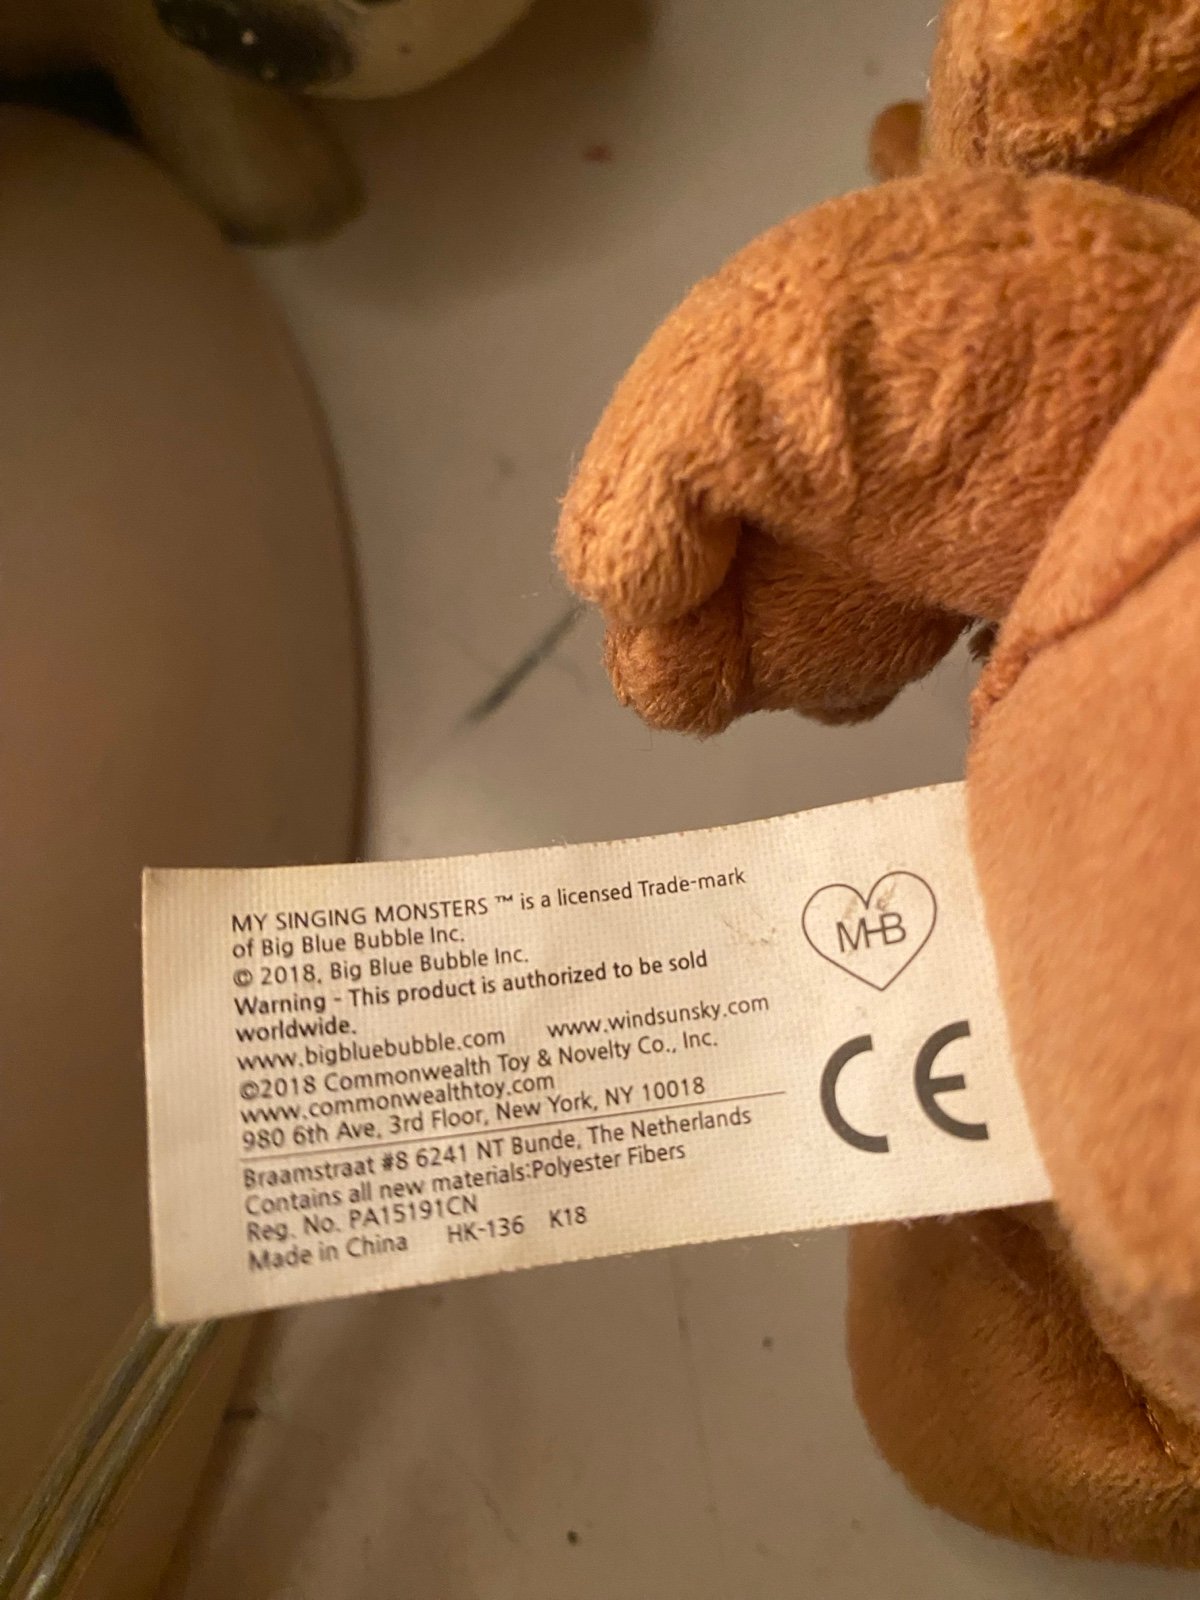 MY SINGING MONSTERS ™ is a licensed Trade-mark
of Big Blue Bubble Inc.
© 2018, Big Blue Bubble Inc.
Warning - This product is authorized to be sold
worldwide.
www.bigbluebubble.com www.windsunsky.com
©2018 Commonwealth Toy & Novelty Co., Inc.
www.commonwealthtoy.com
980 6th Ave, 3rd Floor, New York, NY 10018
Braamstraat #8 6241 NT Bunde, The Netherlands
Contains all new materials:Polyester Fibers
Reg. No. PA15191CN
Made in China HK-136 K18
MHB
CE